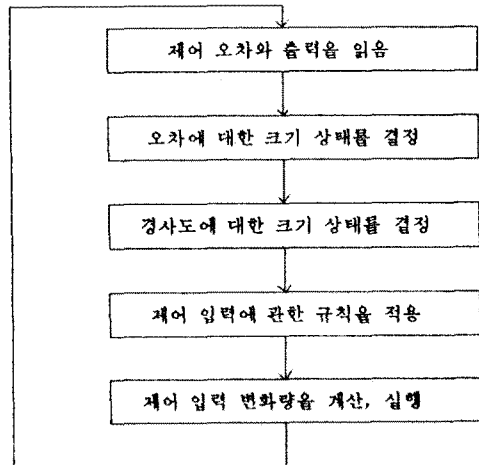 제어 오차와 출력을 읽음
오차에 대한 크기 상태를 결정
경사도에 대한 크기 상태를 결정
제어 입력에 관한 규칙을 적용
제어 입력 변화량을 계산, 실행